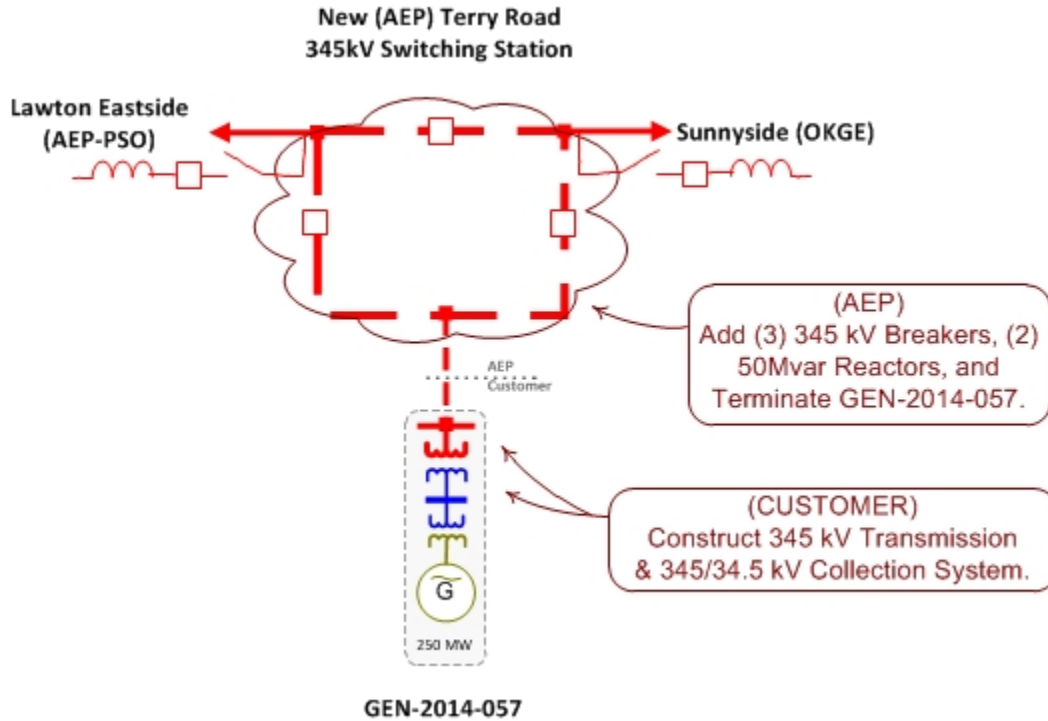 New (AEP) Terry Road
345kV Switching Station
Lawton Eastside
(AEP-PSO)
Sunnyside (OKGE)
(AEP)
Add (3) 345 kV Breakers, (2)
50Mvar Reactors, and
Terminate GEN-2014-057.
AEP
Customer
(CUSTOMER)
Construct 345 kV Transmission
& 345/34.5 kV Collection System.
G
250 MW
GEN-2014-057